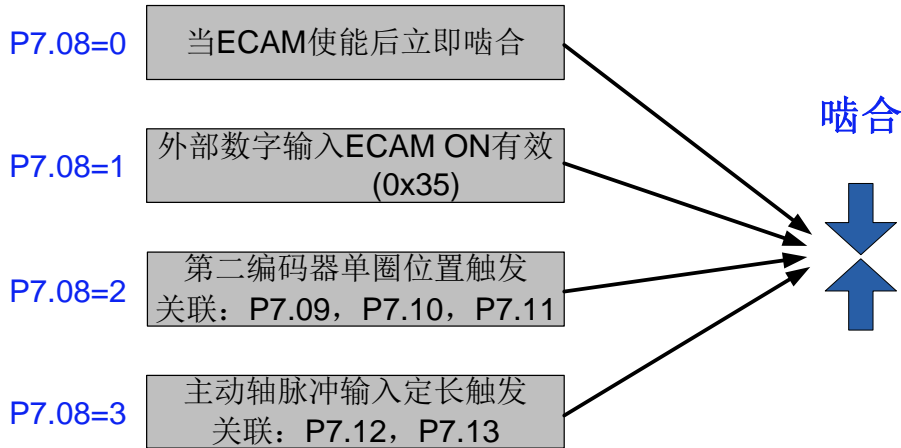 P7.08=0
当ECAM使能后立即啮合
啮合
P7.08=1
外部数字输入ECAM ON有效
(0x35)
P7.08=2
第二编码器单圈位置触发
关联：P7.09，P7.10，P7.11
P7.08=3
主动轴脉冲输入定长触发
关联：P7.12，P7.13